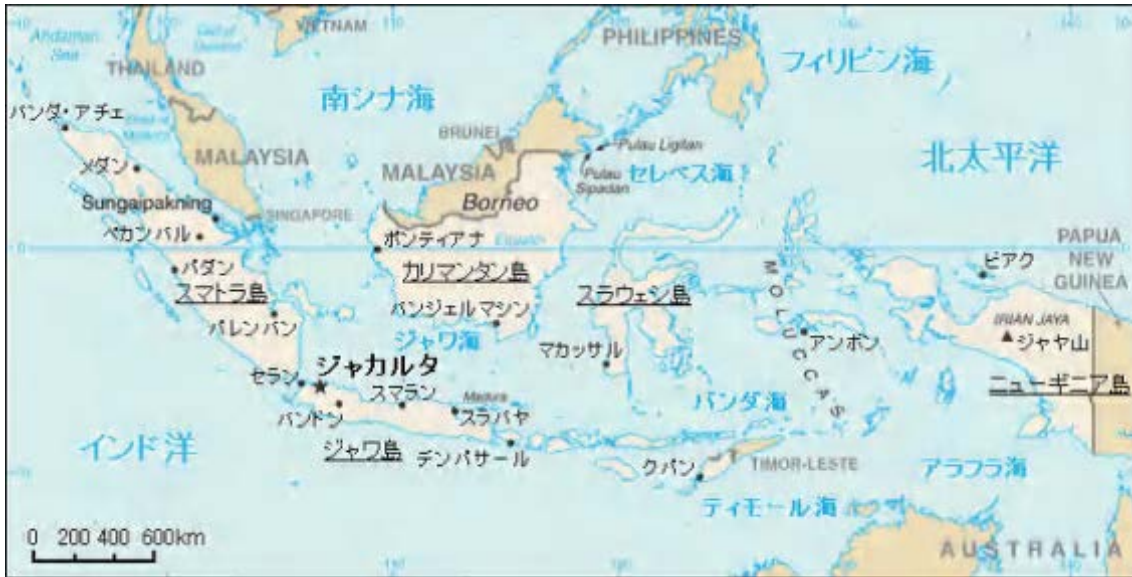 Andaman
Sea
VIETNAM
THAILAND
PHILIPPINES
フィリピン海
南シナ海
バンダ・アチェ
BRUNEI
Pulau Ligitan
MALAYSIA
MALAYSIA
Pulau
Sipadan
セレベス海
北太平洋
メダン
Borneo
Sungaipakning
SINGAPORE
ペカンバル
0
ポンティアナ
PAPUA
NEW
GUINEA
パダン
カリマンタン島
MOLUCCAS
ビアク
スマトラ島
スラウェシ島
パレンバン
バンジェルマシン
IRIAN JAYA
ジャワ海
アンボン
ジャヤ山
マカッサル
ジャカルタ
セラン
ニューギニア島
スマラン
Madura
バンダ海
バンドン
スラバヤ
インド洋
ジャワ島
デンパサール
クパン
TIMOR-LESTE
アラフラ海
ティモール海
0 200 400 600km
AUSTRALIA